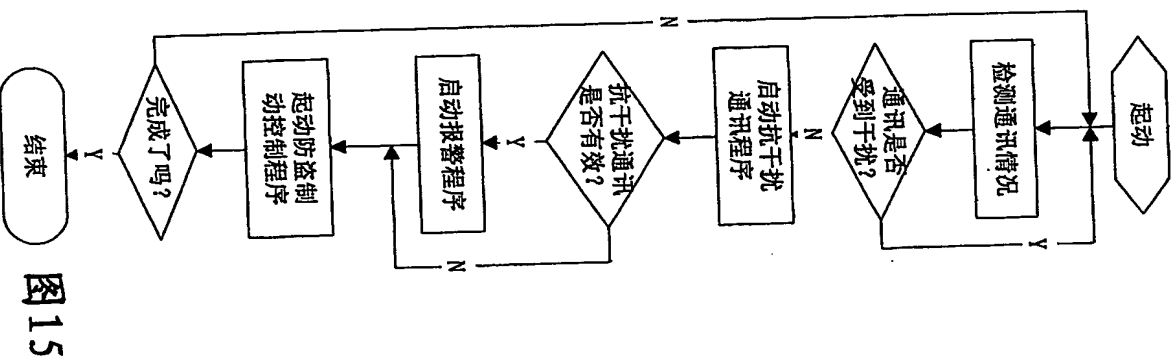 起动
检测通讯情况
通讯是否
受到干扰?
Y
N
启动抗干扰
通讯程序
抗干扰通讯
是否有效?
Y
N
启动报警程序
起动防盗制
动控制程序
完成了吗?
N
Y
结束
图15